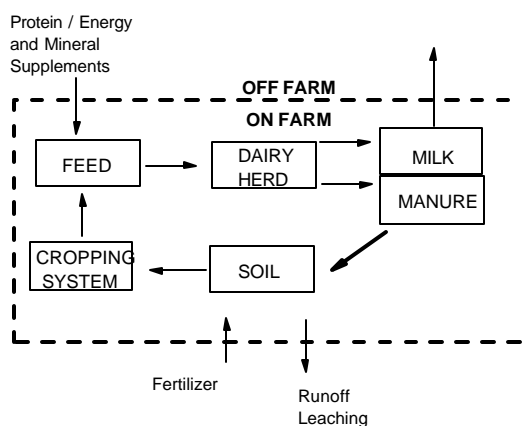 Protein / Energy
and Mineral
Supplements
OFF FARM
ON FARM
FEED
DAIRY
HERD
MILK
MANURE
CROPPING
SYSTEM
SOIL
Fertilizer
Runoff
Leaching